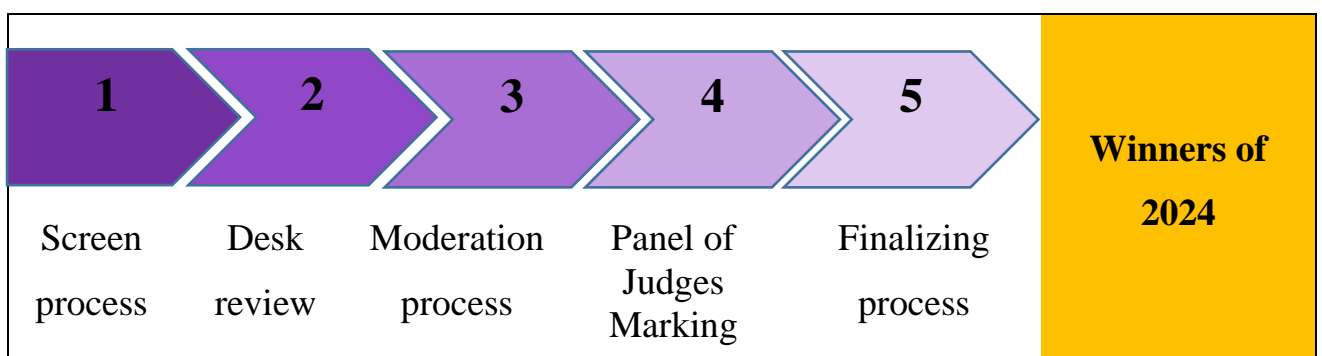 1
2
3
4
5
Screen
process
Desk
review
Moderation
process
Panel of
Judges
Marking
Finalizing
process
Winners of
2024